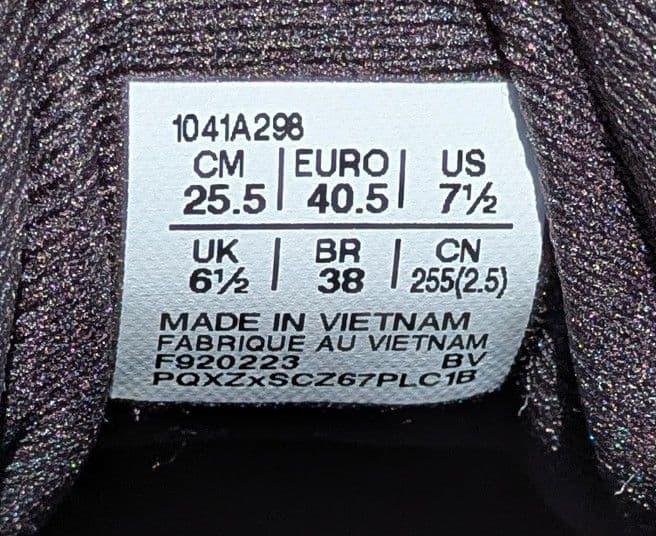 1041A298
CM | EURO | US
25.5 | 40.5 | 7½
UK | BR | CN
6½ | 38 | 255(2.5)
MADE IN VIETNAM
FABRIQUE AU VIETNAM
F920223 BV
PQXZxSCZ67PLC1B